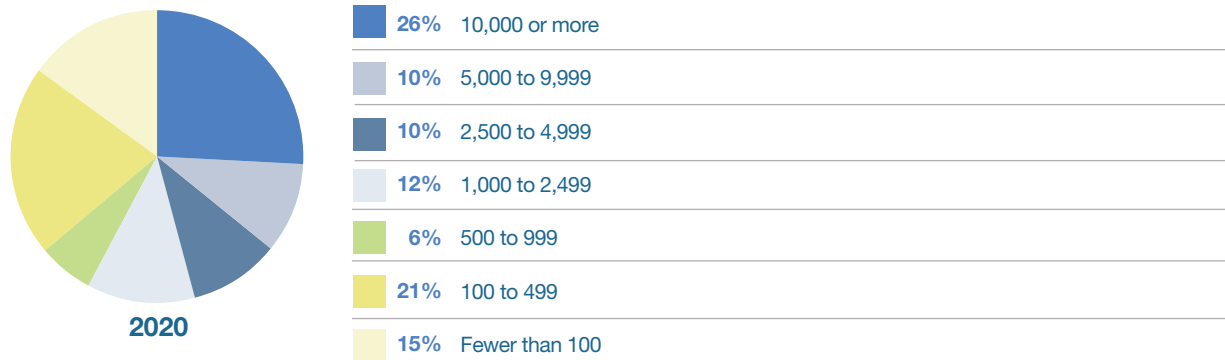 26% 10,000 or more
10% 5,000 to 9,999
10% 2,500 to 4,999
12% 1,000 to 2,499
6% 500 to 999
21% 100 to 499
2020
15% Fewer than 100